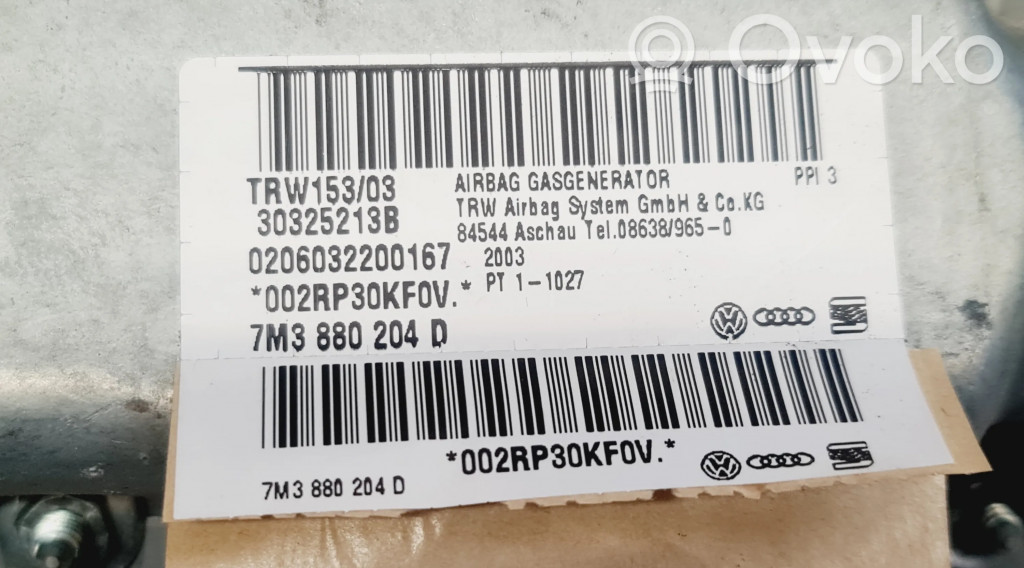 Ovoko
TRW153/03 AIRBAG GASGENERATOR PPI 3
30325213B TRW Airbag System GmbH & Co.KG
84544 Aschau Tel.08638/965-0
0206032200167 2003
*002RP30KF0V.* PT 1-1027
7M3 880 204 D
*002RP30KF0V.*
7M3 880 204 D